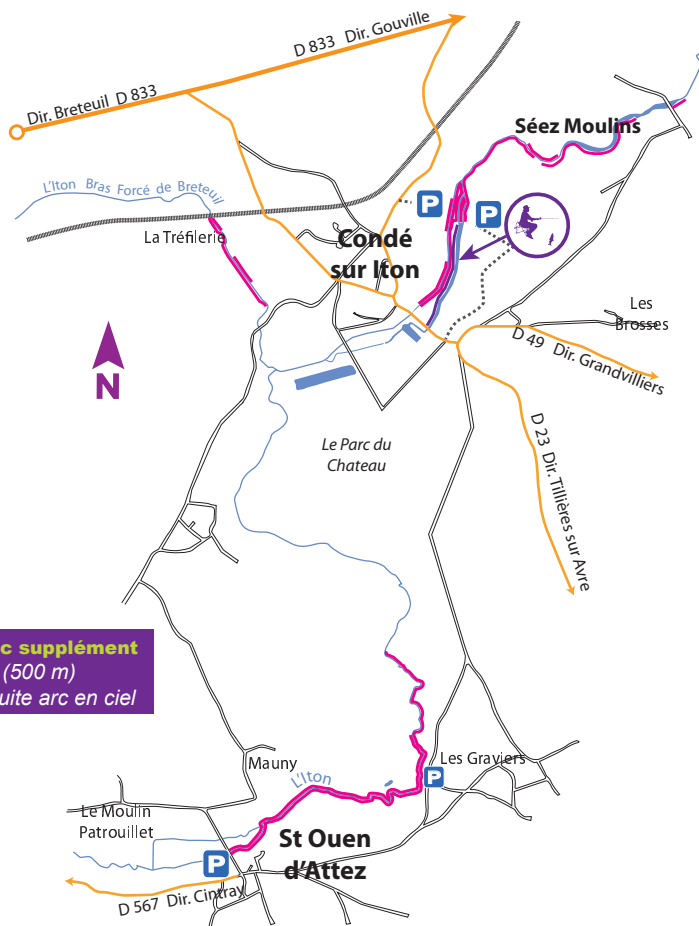 D 833 Dir. Gouville
Dir. Breteuil D 833
Séez Moulins
L'Iton Bras Forcé de Breteuil
P
P
La Tréfilerie
Condé
sur Iton
Les
Brosses
D 49 Dir. Grandvilliers
N
Le Parc du
Chateau
D 23 Dir. Tillières sur Avre
supplément
(500 m)
arc en ciel
Mauny
L'Iton
Les Graviers
P
Le Moulin
Patrouillet
St Ouen
d'Attez
P
D 567 Dir. Cintray